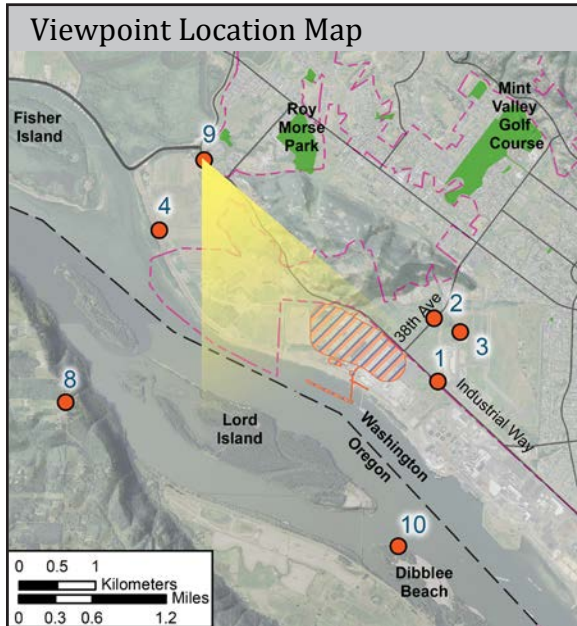 Viewpoint Location Map
Fisher
Island
9
Roy
Morse
Park
Mint
Valley
Golf
Course
4
38th Ave
2
3
1
Industrial Way
8
Lord
Island
Washington
Oregon
10
Dibblee
Beach
0 0.5 1
Kilometers
Miles
0 0.3 0.6 1.2